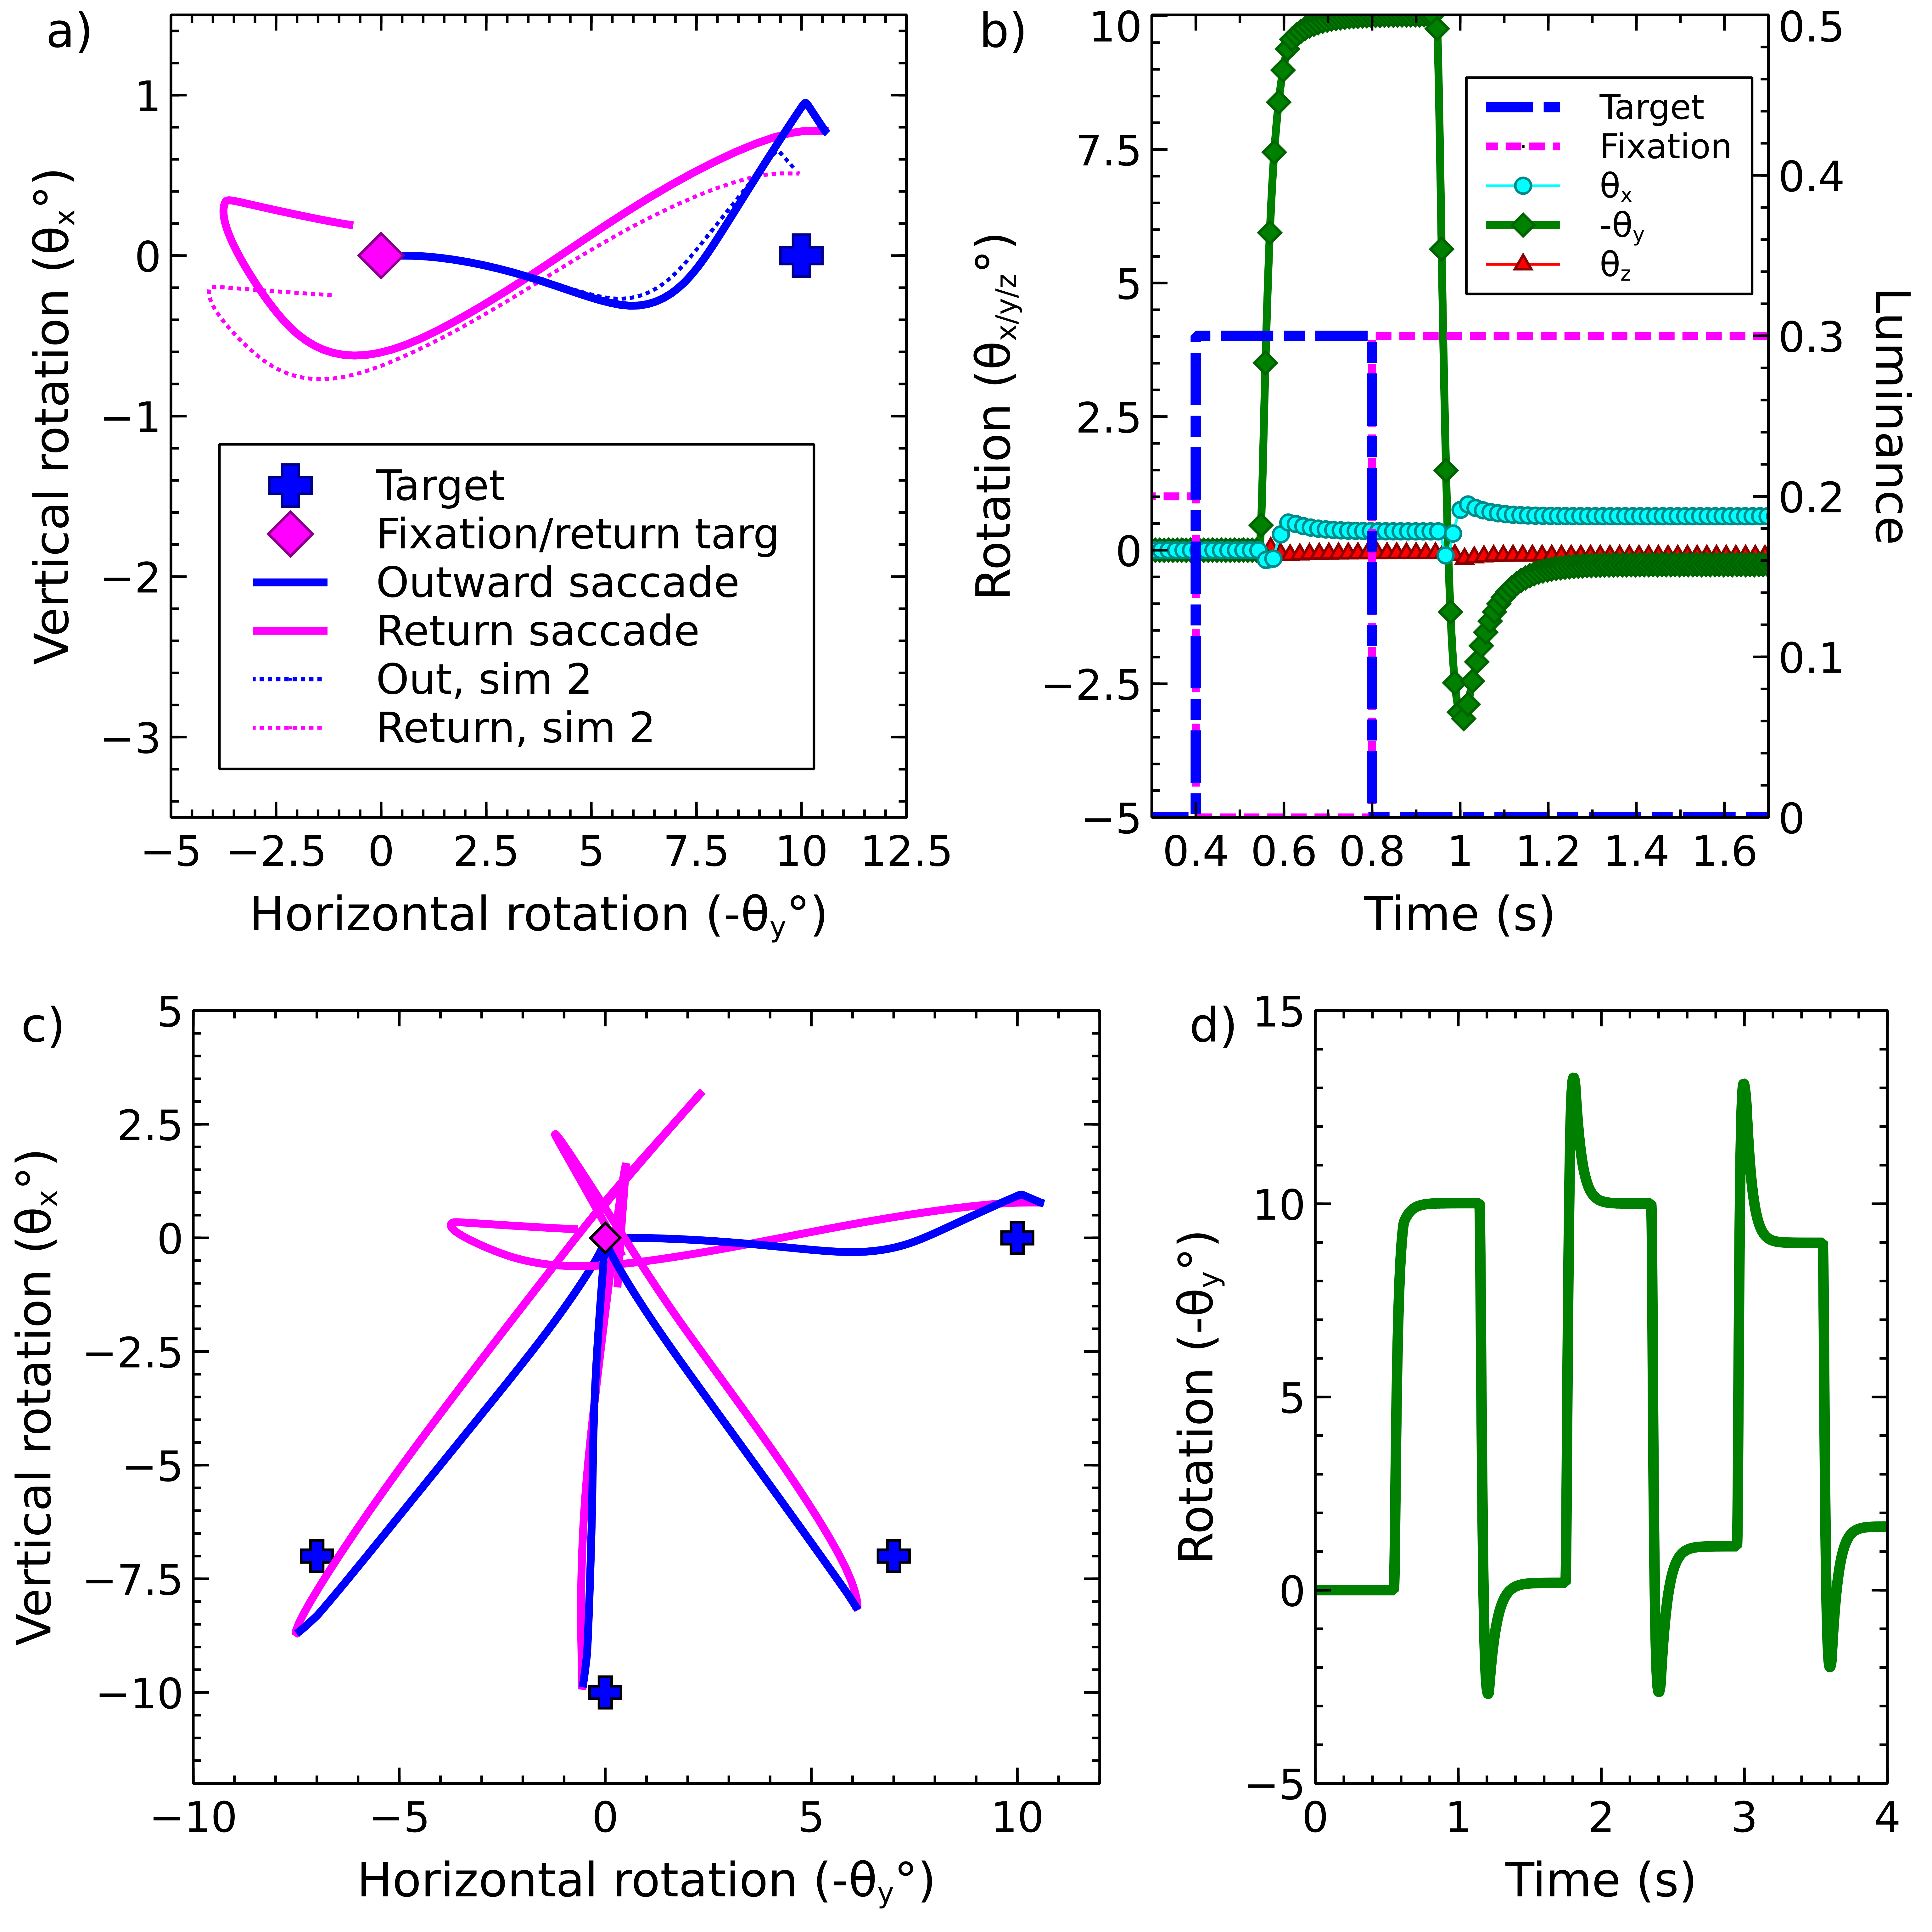 a)
1
0
−1
−2
−3
Vertical rotation (θx°)
Target
Fixation/return targ
Outward saccade
Return saccade
Out, sim 2
Return, sim 2
−5 −2.5 0 2.5 5 7.5 10 12.5
Horizontal rotation (-θy°)
b)
10
7.5
5
2.5
0
−2.5
−5
Rotation (θx/y/z°)
Target
Fixation
θx
-θy
θz
0.5
0.4
0.3
0.2
0.1
0
Luminance
0.4 0.6 0.8 1 1.2 1.4 1.6
Time (s)
c)
5
2.5
0
−2.5
−5
−7.5
−10
Vertical rotation (θx°)
−10 −5 0 5 10
Horizontal rotation (-θy°)
d)
15
10
5
0
−5
Rotation (-θy°)
0 1 2 3 4
Time (s)